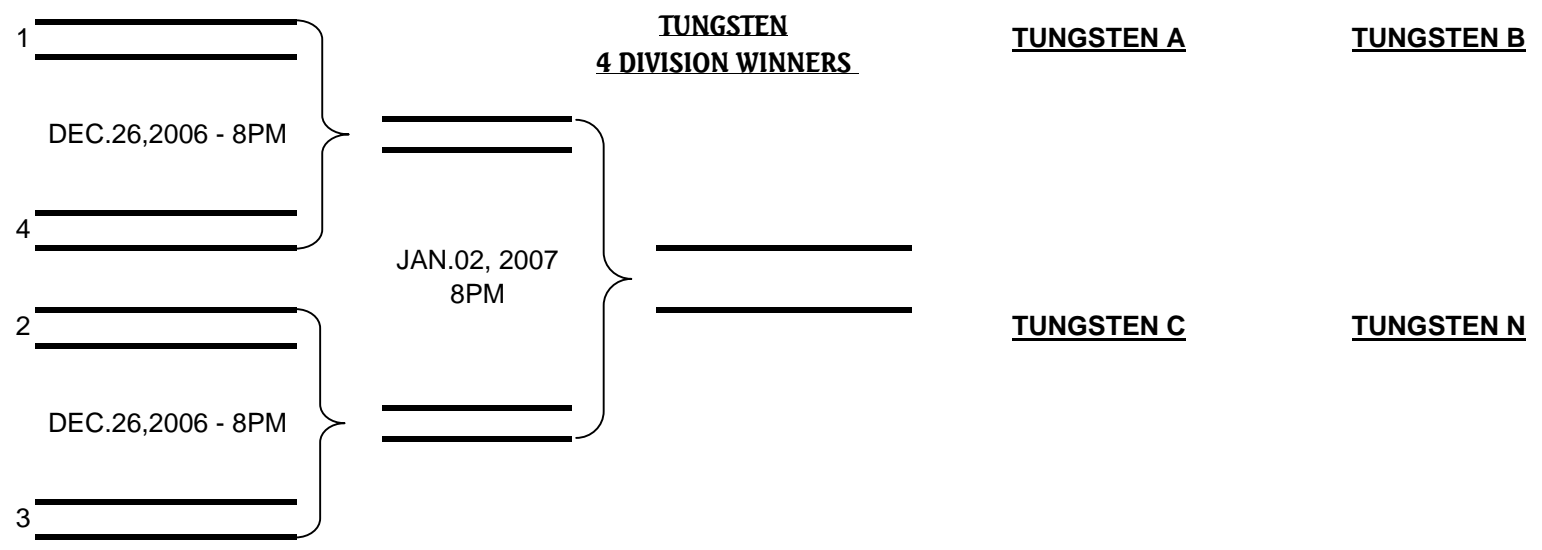 TUNGSTEN
4 DIVISION WINNERS
TUNGSTEN A
TUNGSTEN B
1
DEC.26,2006 - 8PM
4
JAN.02, 2007
8PM
2
DEC.26,2006 - 8PM
3
TUNGSTEN C
TUNGSTEN N